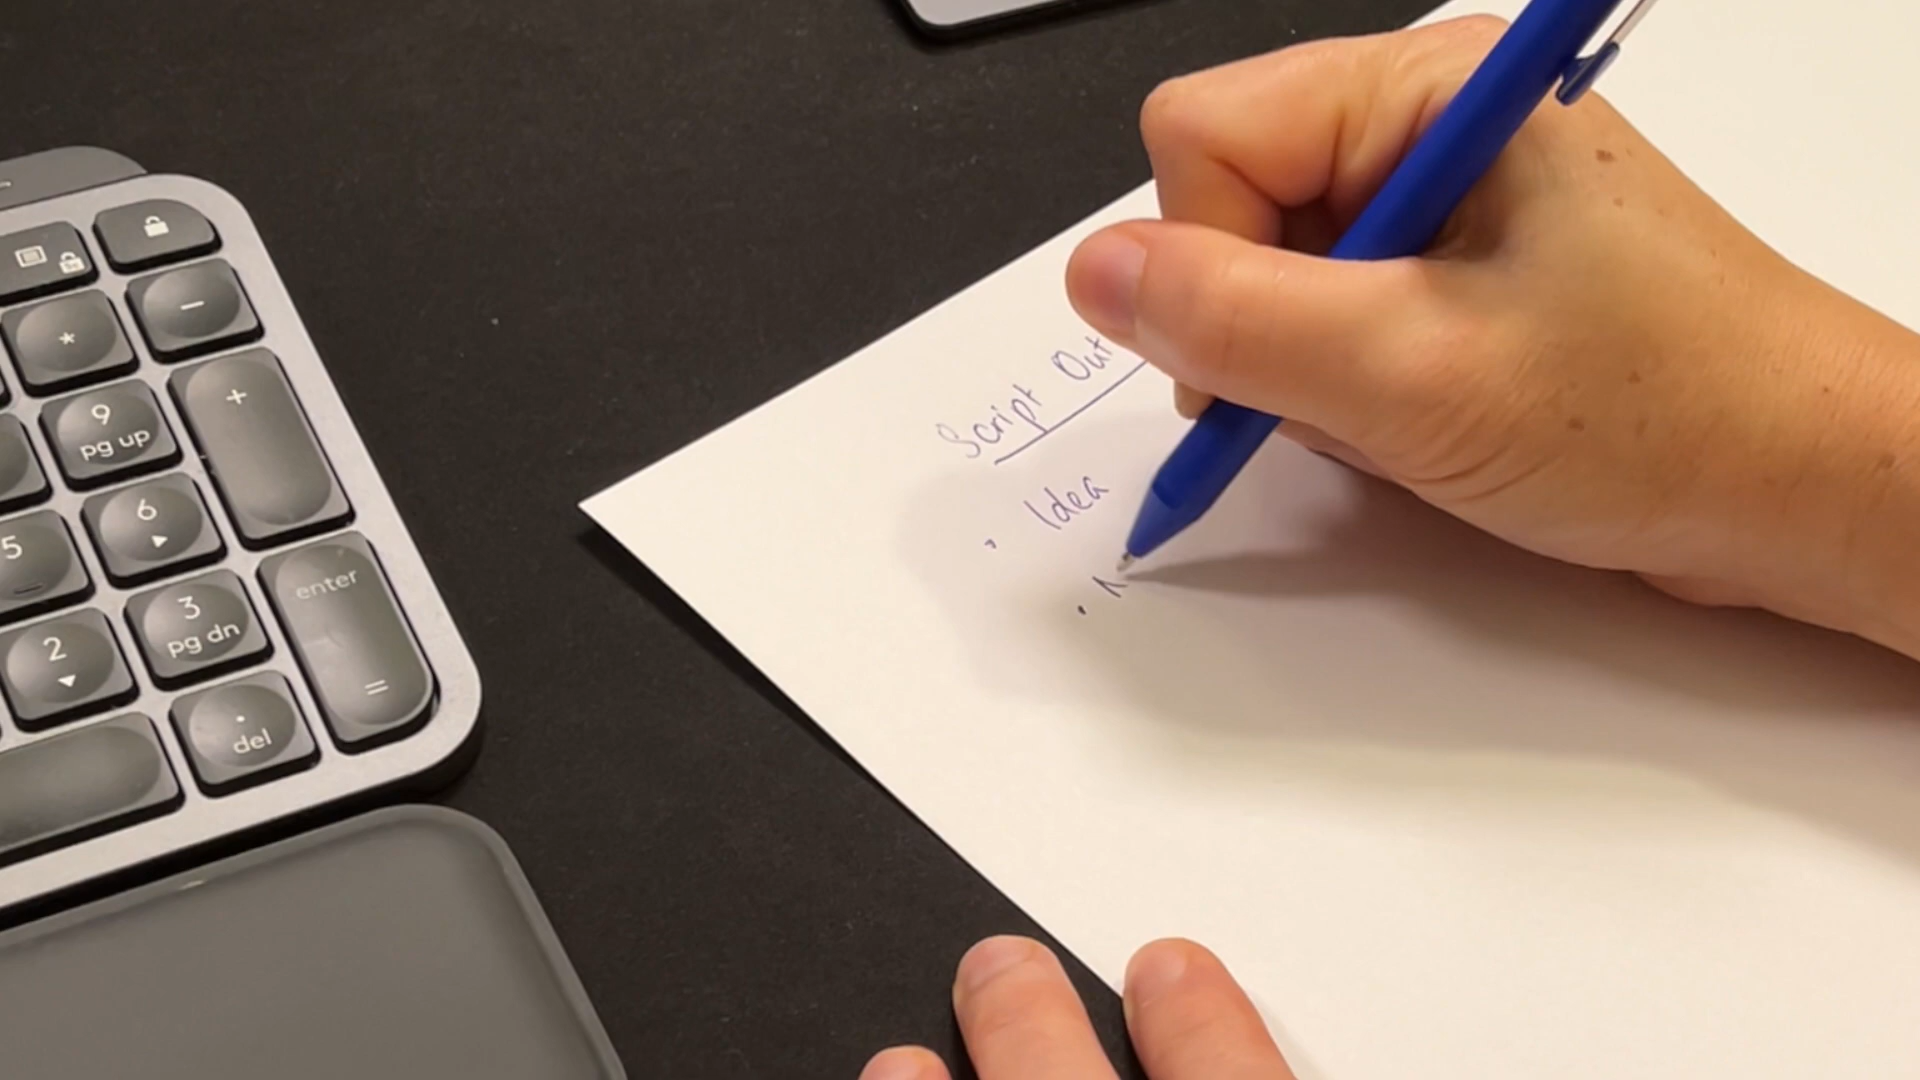 Script Out
• Idea
•
*
-
+
9
pg up
6
5
enter
3
pg dn
2
=
.
del